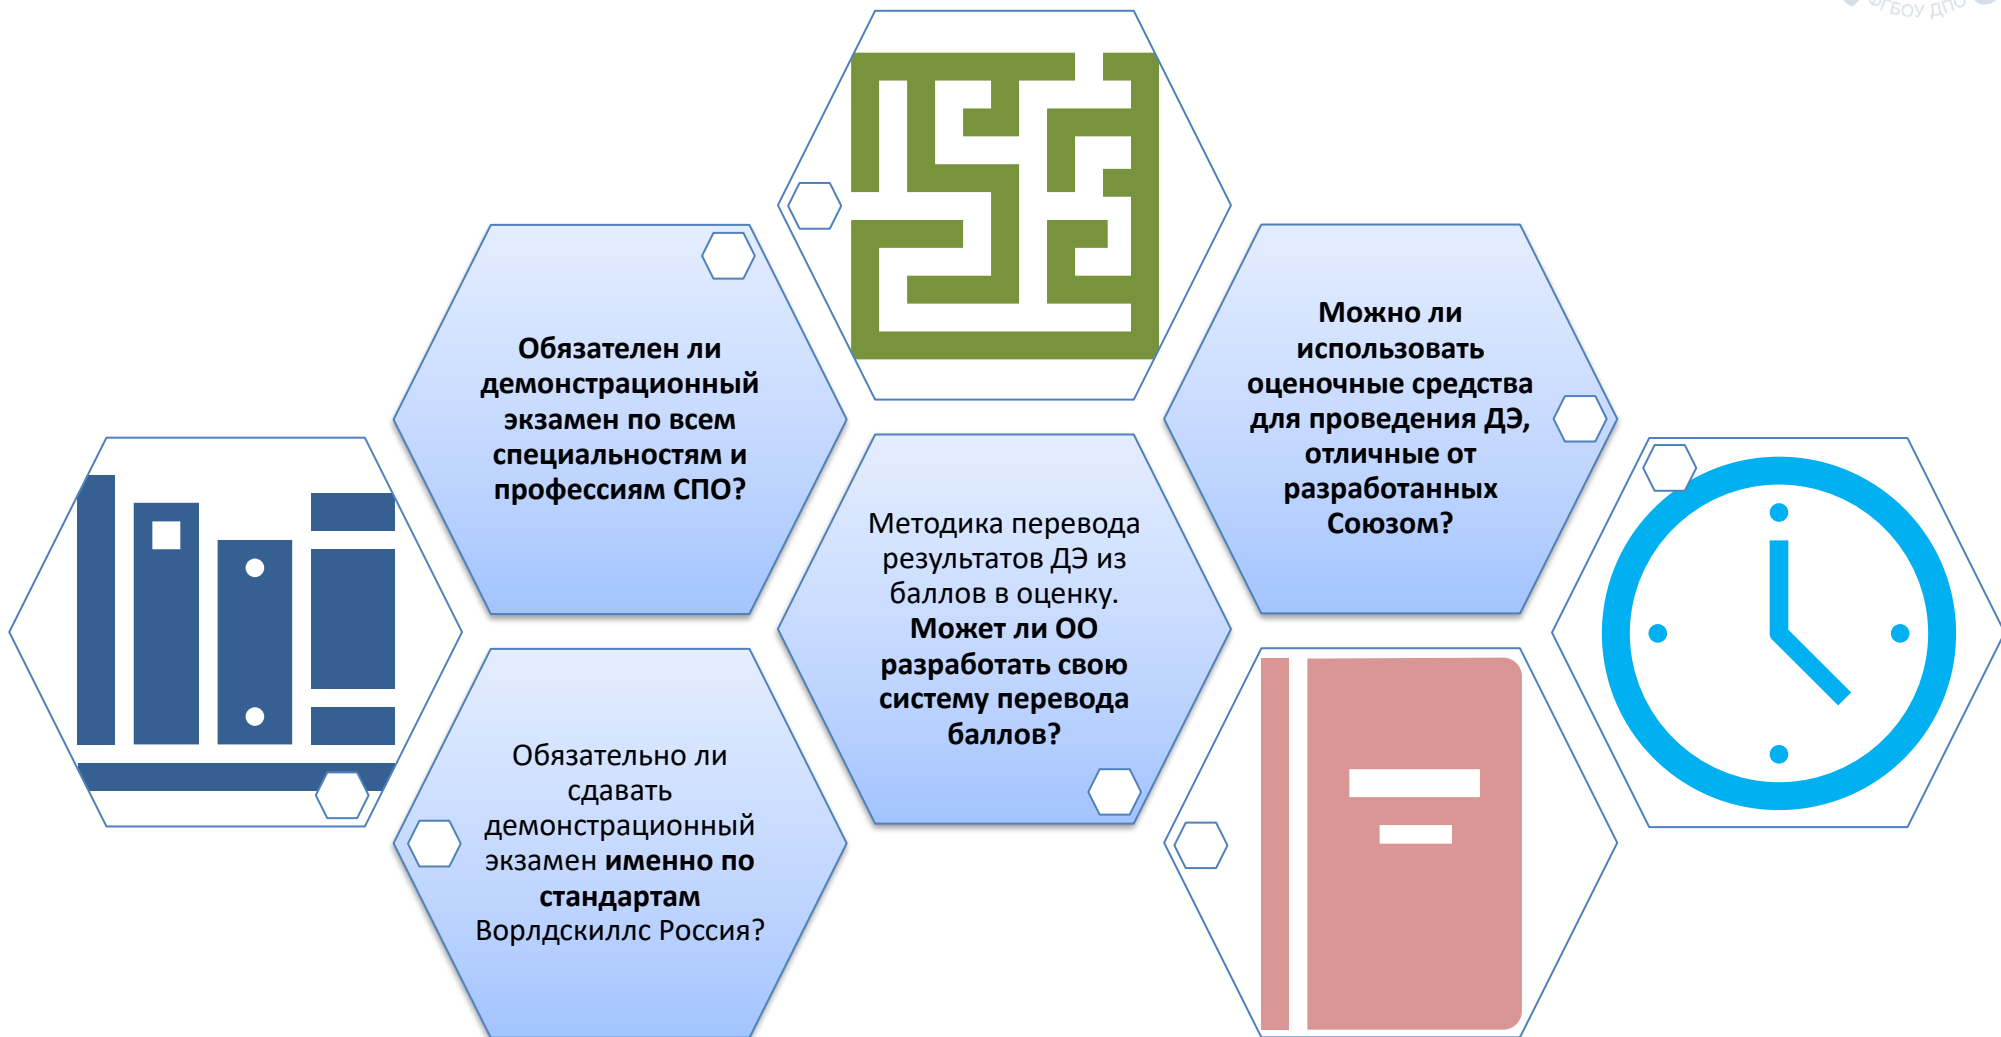 ФГБОУ ДПО
Обязателен ли
демонстрационный
экзамен по всем
специальностям и
профессиям СПО?
Можно ли
использовать
оценочные средства
для проведения ДЭ,
отличные от
разработанных
Союзом?
Методика перевода
результатов ДЭ из
баллов в оценку.
Может ли ОО
разработать свою
систему перевода
баллов?
Обязательно ли
сдавать
демонстрационный
экзамен именно по
стандартам
Ворлдскиллс Россия?